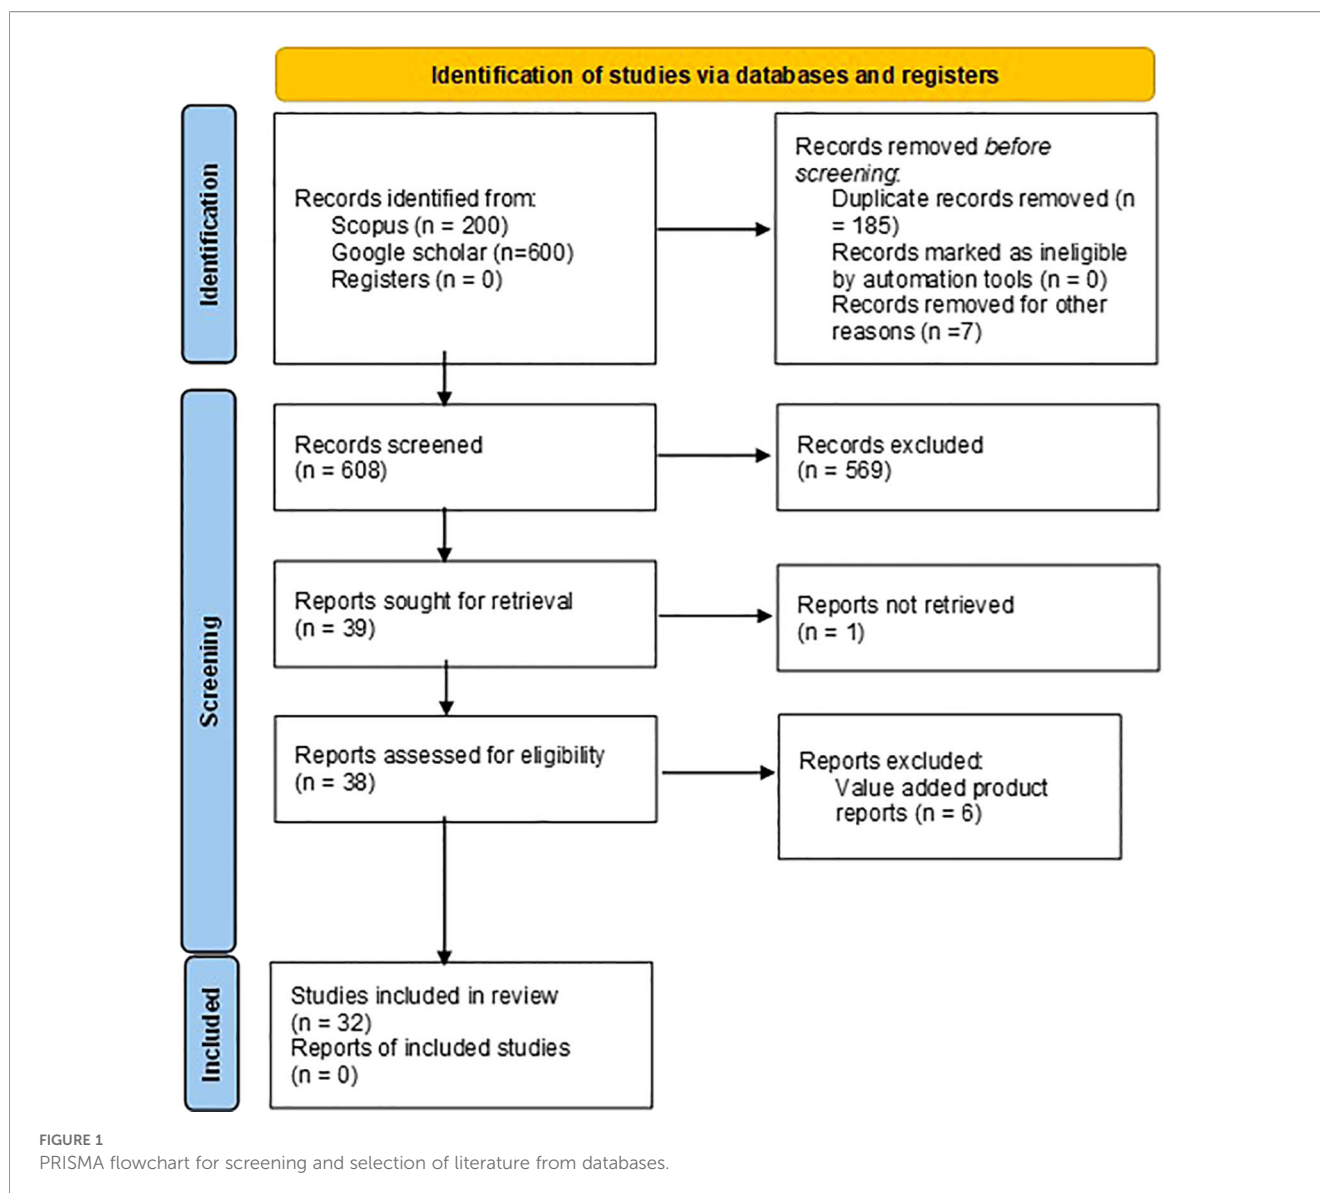 Identification of studies via databases and registers
Identification
Records identified from:
Scopus (n = 200)
Google scholar (n=600)
Registers (n = 0)
Records removed before
screening:
Duplicate records removed (n
= 185)
Records marked as ineligible
by automation tools (n = 0)
Records removed for other
reasons (n =7)
Screening
Records screened
(n = 608)
Records excluded
(n = 569)
Reports sought for retrieval
(n = 39)
Reports not retrieved
(n = 1)
Reports assessed for eligibility
(n = 38)
Reports excluded:
Value added product
reports (n = 6)
Included
Studies included in review
(n = 32)
Reports of included studies
(n = 0)
FIGURE 1
PRISMA flowchart for screening and selection of literature from databases.